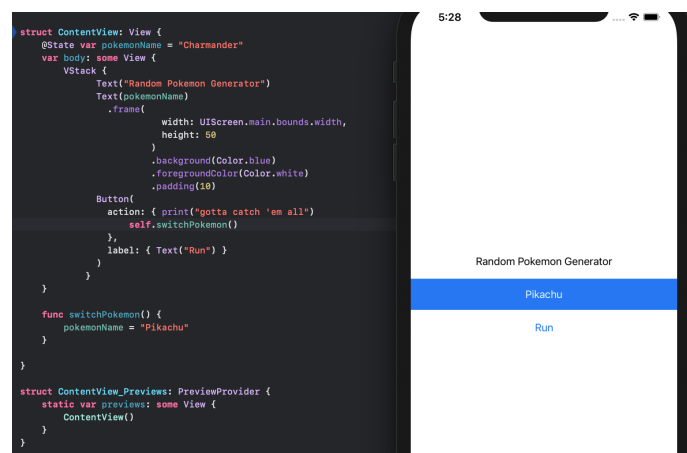 struct ContentView: View {
@State var pokemonName = "Charmander"
var body: some View {
VStack {
Text("Random Pokemon Generator")
Text(pokemonName)
.frame(
width: UIScreen.main.bounds.width,
height: 50
)
.background(Color.blue)
.foregroundColor(Color.white)
.padding(10)
Button(
action: { print("gotta catch 'em all")
self.switchPokemon()
},
label: { Text("Run") }
)
}
}
func switchPokemon() {
pokemonName = "Pikachu"
}
}
struct ContentView_Previews: PreviewProvider {
static var previews: some View {
ContentView()
}
}
5:28
Random Pokemon Generator
Pikachu
Run